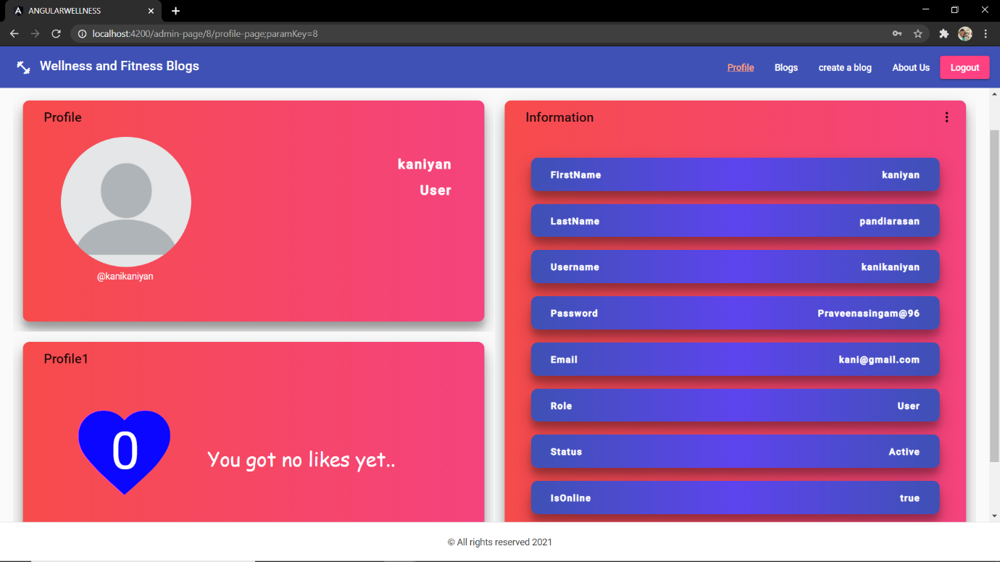 ANGULARWELLNESS
localhost:4200/admin-page/8/profile-page;paramKey=8
Wellness and Fitness Blogs
Profile
Blogs
create a blog
About Us
Logout
Profile
kaniyan
User
@kanikaniyan
Profile1
0
You got no likes yet..
Information
FirstName kaniyan
LastName pandiarasan
Username kanikaniyan
Password Praveenasingam@96
Email kani@gmail.com
Role User
Status Active
IsOnline true
© All rights reserved 2021